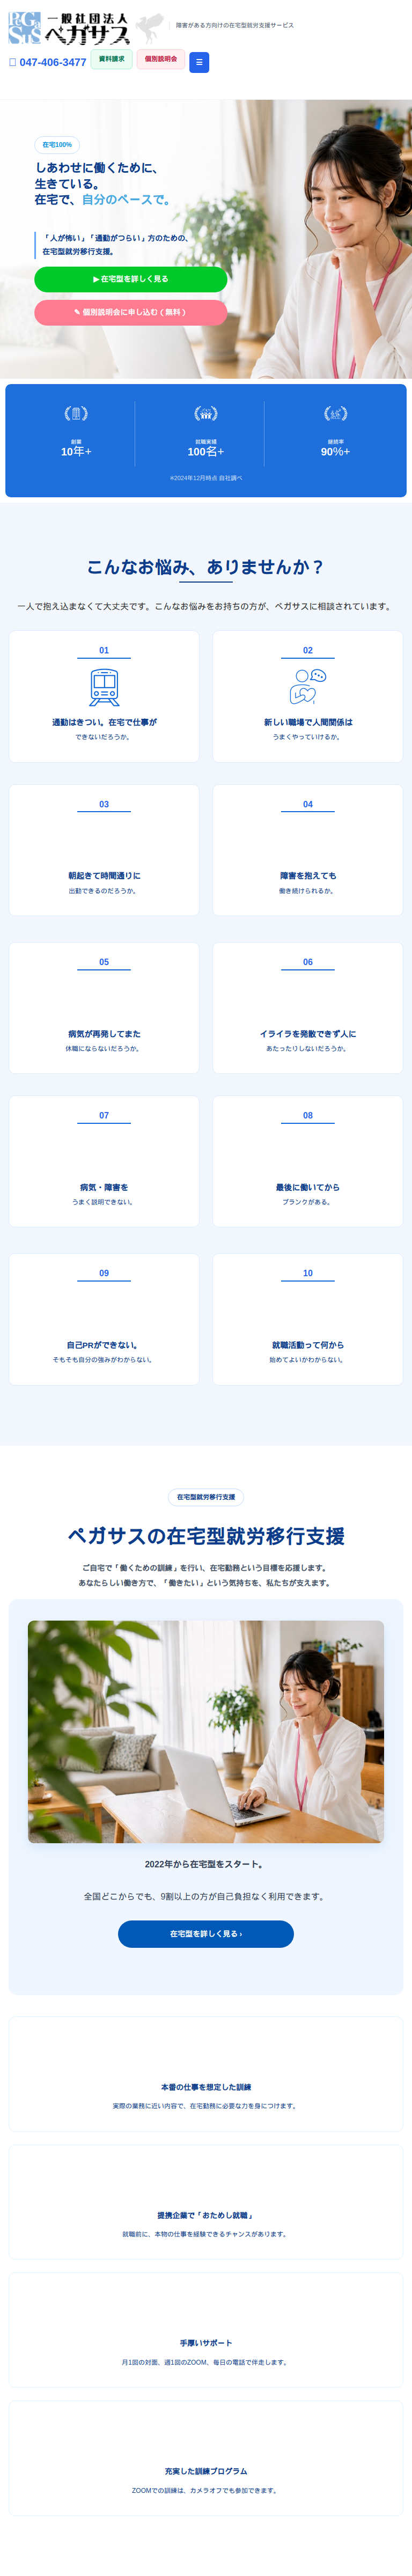 一般社団法人
ペガサス
障害がある方向けの在宅型就労支援サービス
047-406-3477
資料請求
個別説明会
☰
在宅100%
しあわせに働くために、
生きている。
在宅で、自分のペースで。
「人が怖い」「通勤がつらい」方のための、
在宅型就労移行支援。
▶ 在宅型を詳しく見る
✎ 個別説明会に申し込む（無料）
創業
10年+
就職実績
100名+
継続率
90%+
※2024年12月時点 自社調べ
こんなお悩み、ありませんか？
一人で抱え込まなくて大丈夫です。こんなお悩みをお持ちの方が、ペガサスに相談されています。
01
通勤はきつい。在宅で仕事が
できないだろうか。
02
新しい職場で人間関係は
うまくやっていけるか。
03
朝起きて時間通りに
出勤できるのだろうか。
04
障害を抱えても
働き続けられるか。
05
病気が再発してまた
休職にならないだろうか。
06
イライラを発散できず人に
あたったりしないだろうか。
07
病気・障害を
うまく説明できない。
08
最後に働いてから
ブランクがある。
09
自己PRができない。
そもそも自分の強みがわからない。
10
就職活動って何から
始めてよいかわからない。
在宅型就労移行支援
ペガサスの在宅型就労移行支援
ご自宅で「働くための訓練」を行い、在宅勤務という目標を応援します。
あなたらしい働き方で、「働きたい」という気持ちを、私たちが支えます。
2022年から在宅型をスタート。
全国どこからでも、9割以上の方が自己負担なく利用できます。
在宅型を詳しく見る ›
本番の仕事を想定した訓練
実際の業務に近い内容で、在宅勤務に必要な力を身につけます。
提携企業で「おためし就職」
就職前に、本物の仕事を経験できるチャンスがあります。
手厚いサポート
月1回の対面、週1回のZOOM、毎日の電話で伴走します。
充実した訓練プログラム
ZOOMでの訓練は、カメラオフでも参加できます。